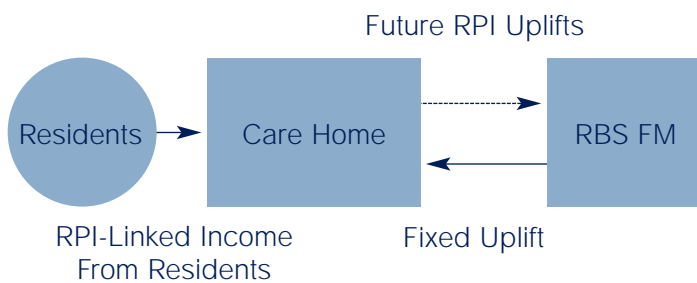 Future RPI Uplifts
Residents
Care Home
RBS FM
RPI-Linked Income
From Residents
Fixed Uplift